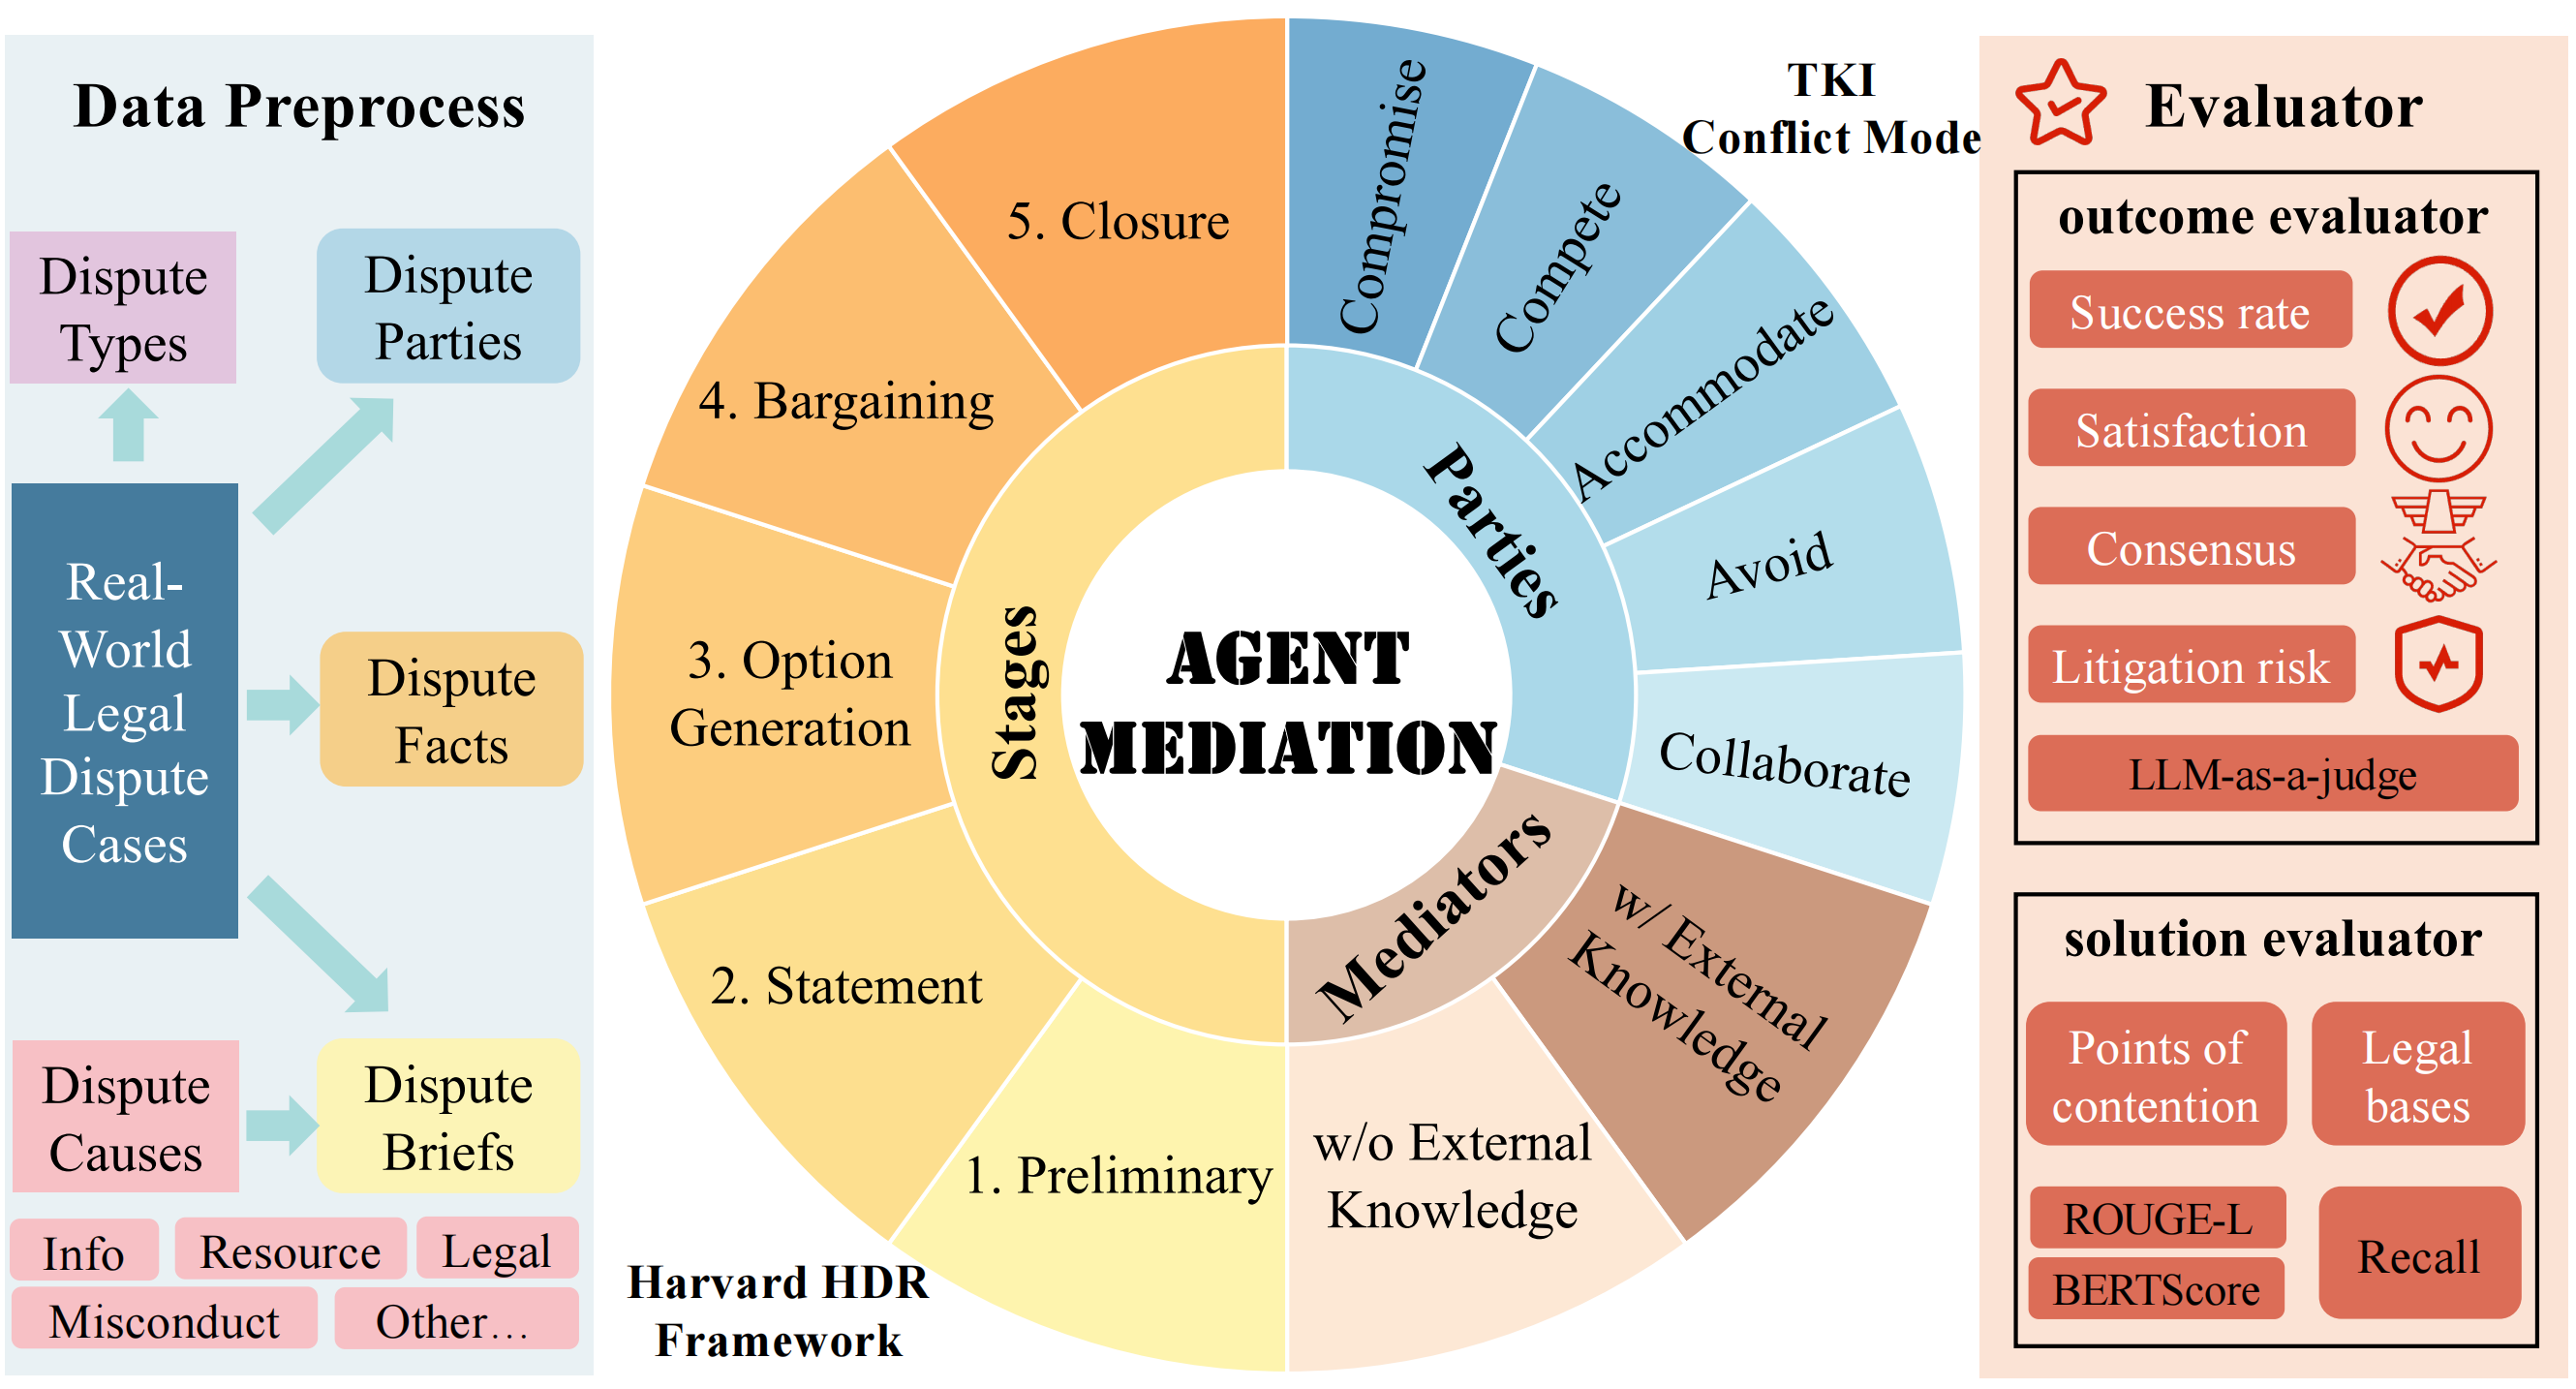 Data Preprocess
Dispute
Types
Dispute
Parties
Real-
World
Legal
Dispute
Cases
Dispute
Facts
Dispute
Causes
Dispute
Briefs
Info
Resource
Legal
Misconduct
Other...
AGENT
MEDIATION
Stages
1. Preliminary
2. Statement
3. Option
Generation
4. Bargaining
5. Closure
Harvard HDR
Framework
Parties
Compromise
Compete
Accommodate
Avoid
Collaborate
TKI
Conflict Mode
Mediators
w/ External
Knowledge
w/o External
Knowledge
Evaluator
outcome evaluator
Success rate
Satisfaction
Consensus
Litigation risk
LLM-as-a-judge
solution evaluator
Points of
contention
Legal
bases
ROUGE-L
BERTScore
Recall